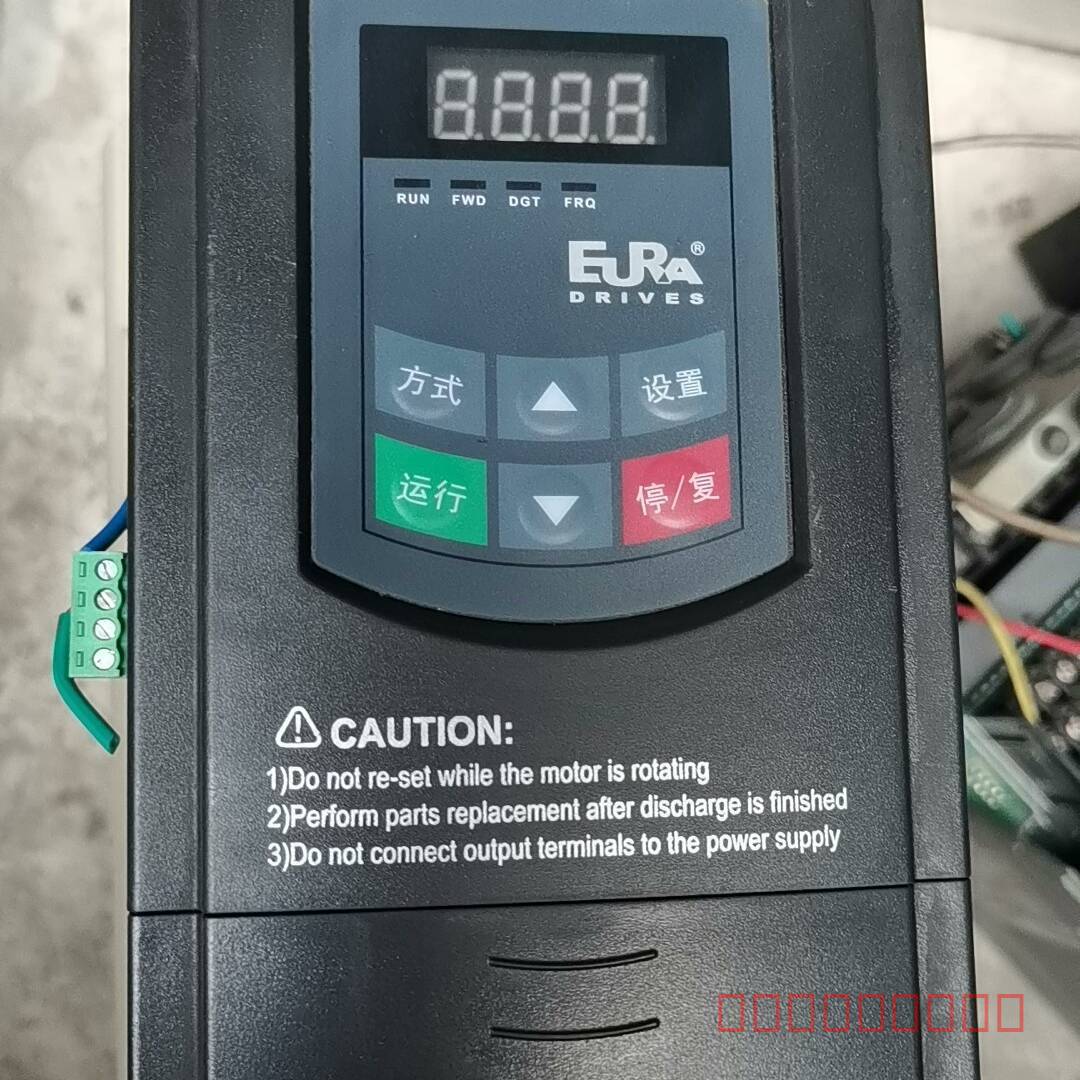 8.8.8.8.
RUN FWD DGT FRQ
EURA®
DRIVES
方式 ▲ 设置
运行 ▼ 停/复
⚠ CAUTION:
1)Do not re-set while the motor is rotating
2)Perform parts replacement after discharge is finished
3)Do not connect output terminals to the power supply